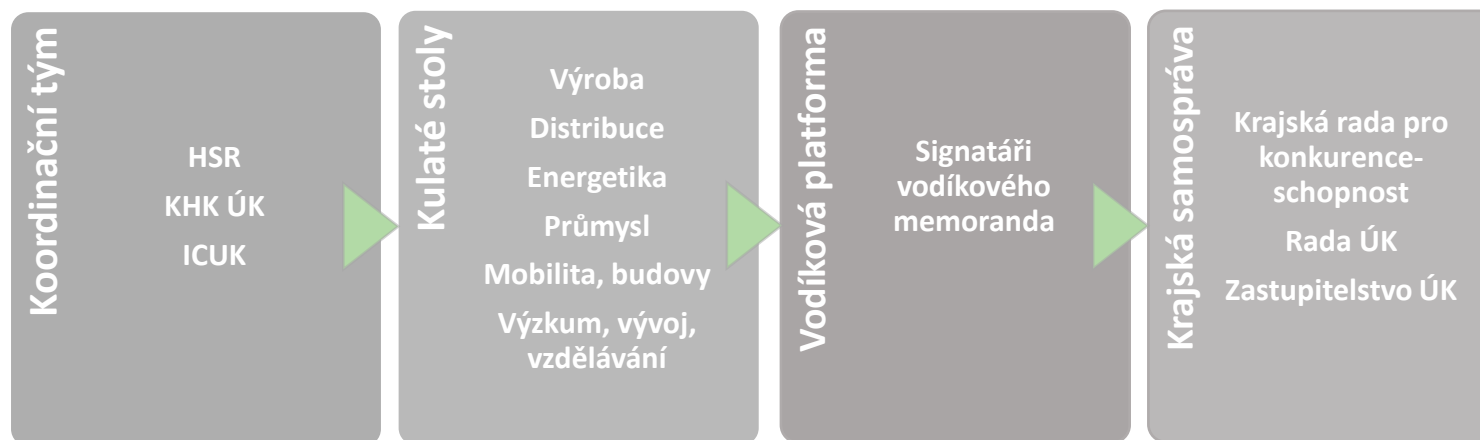 Koordinační tým
HSR
KHK ÚK
ICUK
Kulaté stoly
Výroba
Distribuce
Energetika
Průmysl
Mobilita, budovy
Výzkum, vývoj,
vzdělávání
Vodíková platforma
Signatáři
vodíkového
memoranda
Krajská samospráva
Krajská rada pro
konkurence-
schopnost
Rada ÚK
Zastupitelstvo ÚK